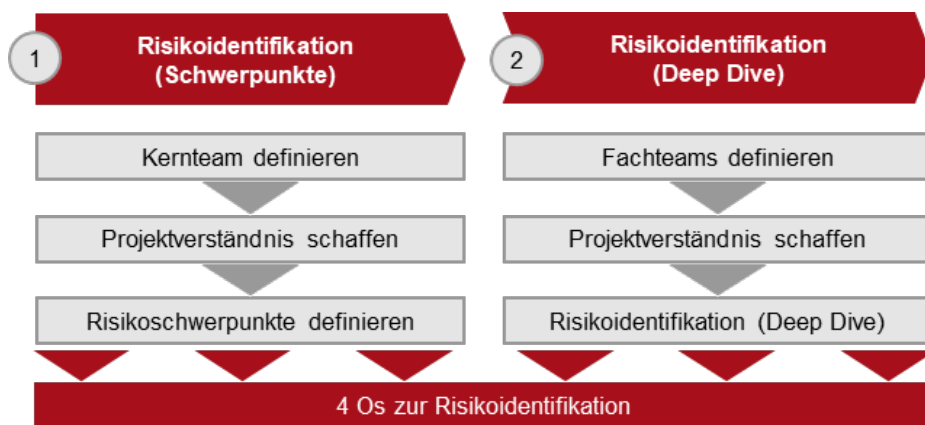 1
Risikoidentifikation
(Schwerpunkte)
Kernteam definieren
Projektverständnis schaffen
Risikoschwerpunkte definieren
2
Risikoidentifikation
(Deep Dive)
Fachteams definieren
Projektverständnis schaffen
Risikoidentifikation (Deep Dive)
4 Os zur Risikoidentifikation